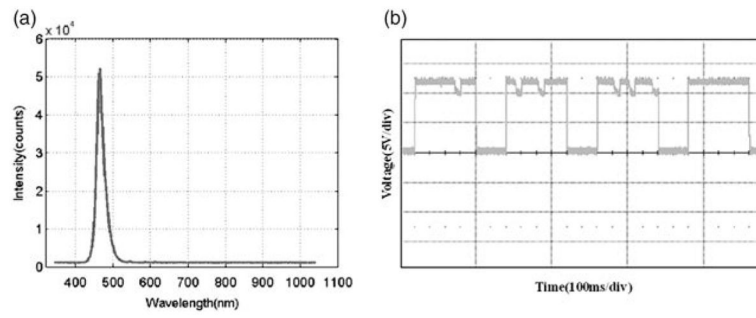 (a)
x 10⁴
6
5
4
3
2
1
0
Intensity(counts)
400 500 600 700 800 900 1000 1100
Wavelength(nm)
(b)
Voltage(5V/div)
Time(100ms/div)